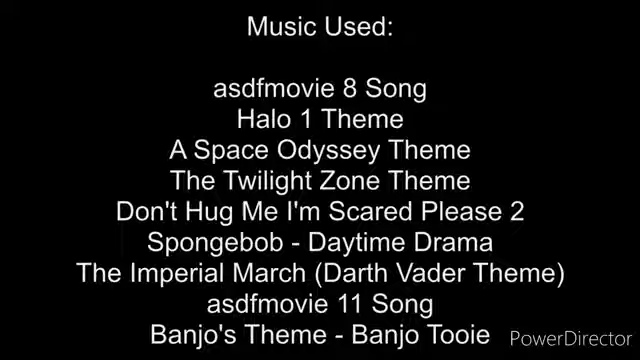 Music Used:
asdfmovie 8 Song
Halo 1 Theme
A Space Odyssey Theme
The Twilight Zone Theme
Don't Hug Me I'm Scared Please 2
Spongebob - Daytime Drama
The Imperial March (Darth Vader Theme)
asdfmovie 11 Song
Banjo's Theme - Banjo Tooie
PowerDirector